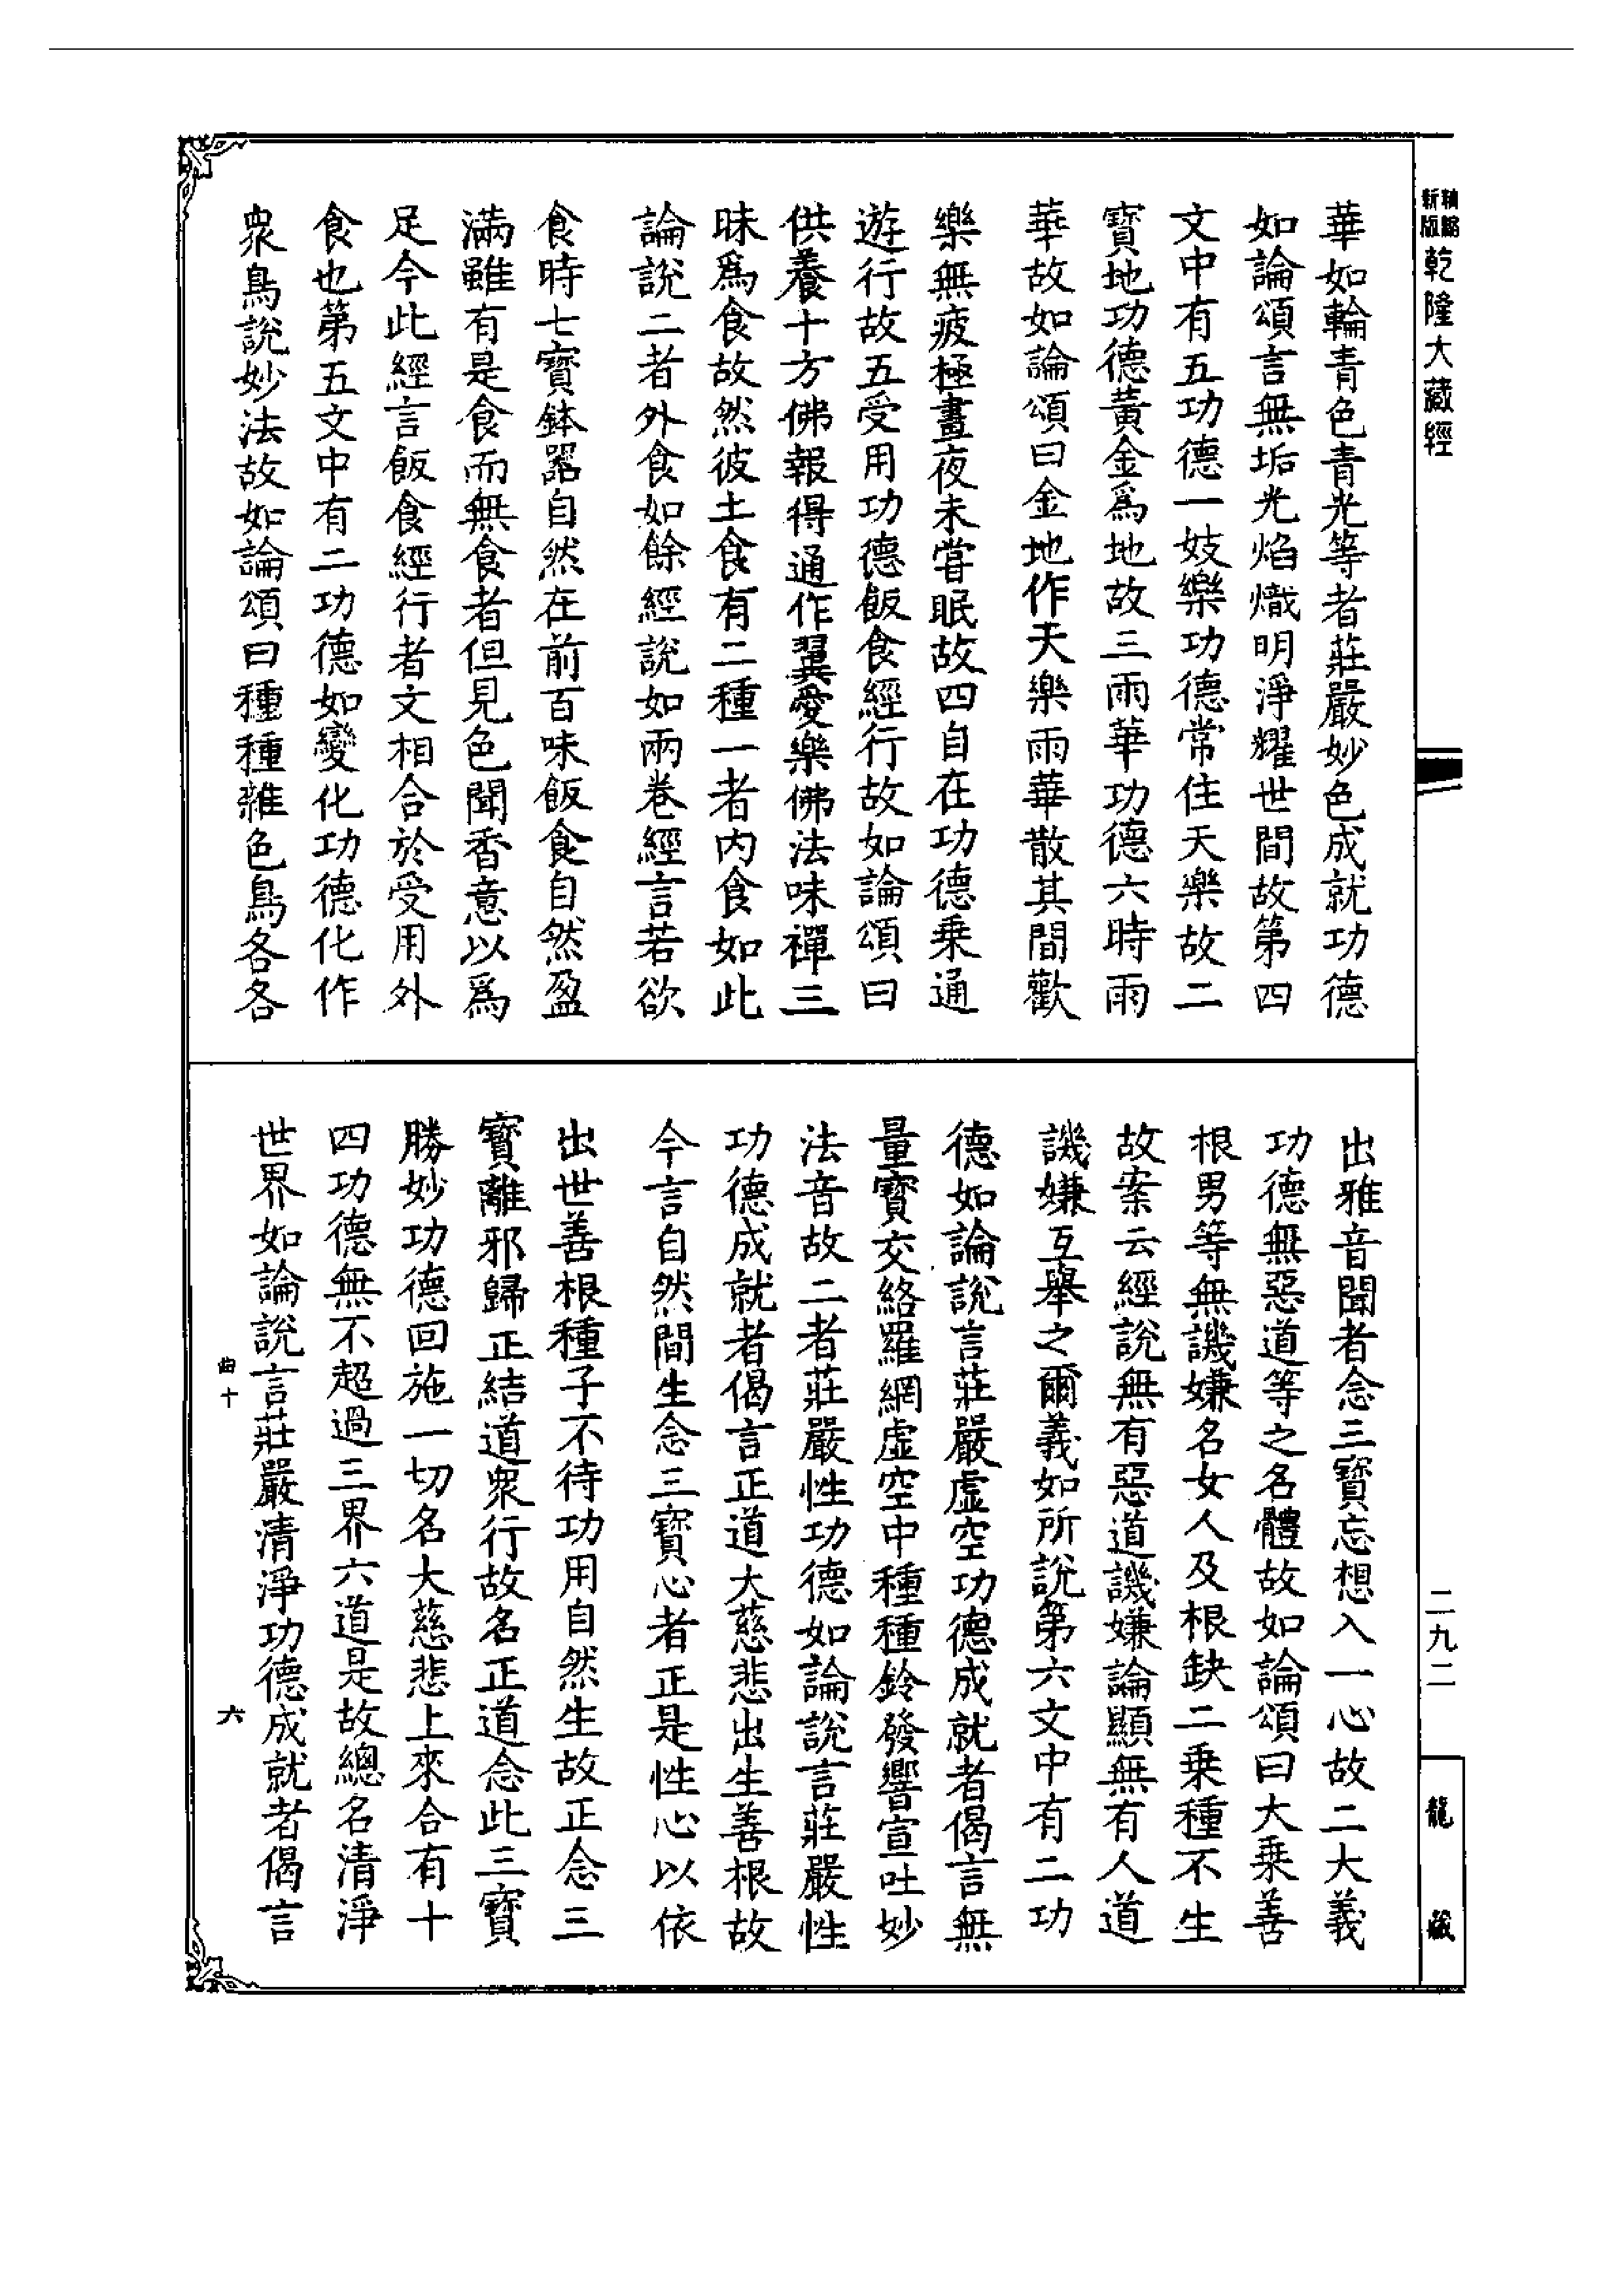 新版軸縮
乾隆大藏經
華如輪青色青光等者莊嚴妙色成就功德
如論頌言無垢光焰熾明淨耀世間故第四
文中有五功德一妓樂功德常住天樂故二
寶地功德黃金爲地故三雨華功德六時雨
華故如論頌曰金地作天樂雨華散其間歡
樂無疲極晝夜未甞眠故四自在功德乘通
遊行故五受用功德飯食經行故如論頌曰
供養十方佛報得通作翼愛樂佛法味禪三
昧爲食故然彼土食有二種一者內食如此
論說二者外食如餘經說如兩卷經言若欲
食時七寶鉢器自然在前百味飯食自然盈
滿雖有是食而無食者但見色聞香意以爲
足今此經言飯食經行者文相合於受用外
食也第五文中有二功德如變化功德化作
衆鳥說妙法故如論頌曰種種雜色鳥各各
出雅音聞者念三寶忘想入一心故二大義
功德無惡道等之名體故如論頌曰大乘善
根男等無譏嫌名女人及根缺二乘種不生
故案云經說無有惡道譏嫌論顯無有人道
譏嫌互舉之爾義如所說第六文中有二功
德如論說言莊嚴虛空功德成就者偈言無
量寶交絡羅網虛空中種種鈴發響宣吐妙
法音故二者莊嚴性功德如論說言莊嚴性
功德成就者偈言正道大慈悲出生善根故
今言自然間生念三寶心者正是性心以依
出世善根種子不待功用自然生故正念三
寶離邪歸正結道衆行故名正道念此三寶
勝妙功德回施一切名大慈悲上來合有十
四功德無不超過三界六道是故總名清淨
世界如論說言莊嚴清淨功德成就者偈言
曲十
六
二九二
龍藏